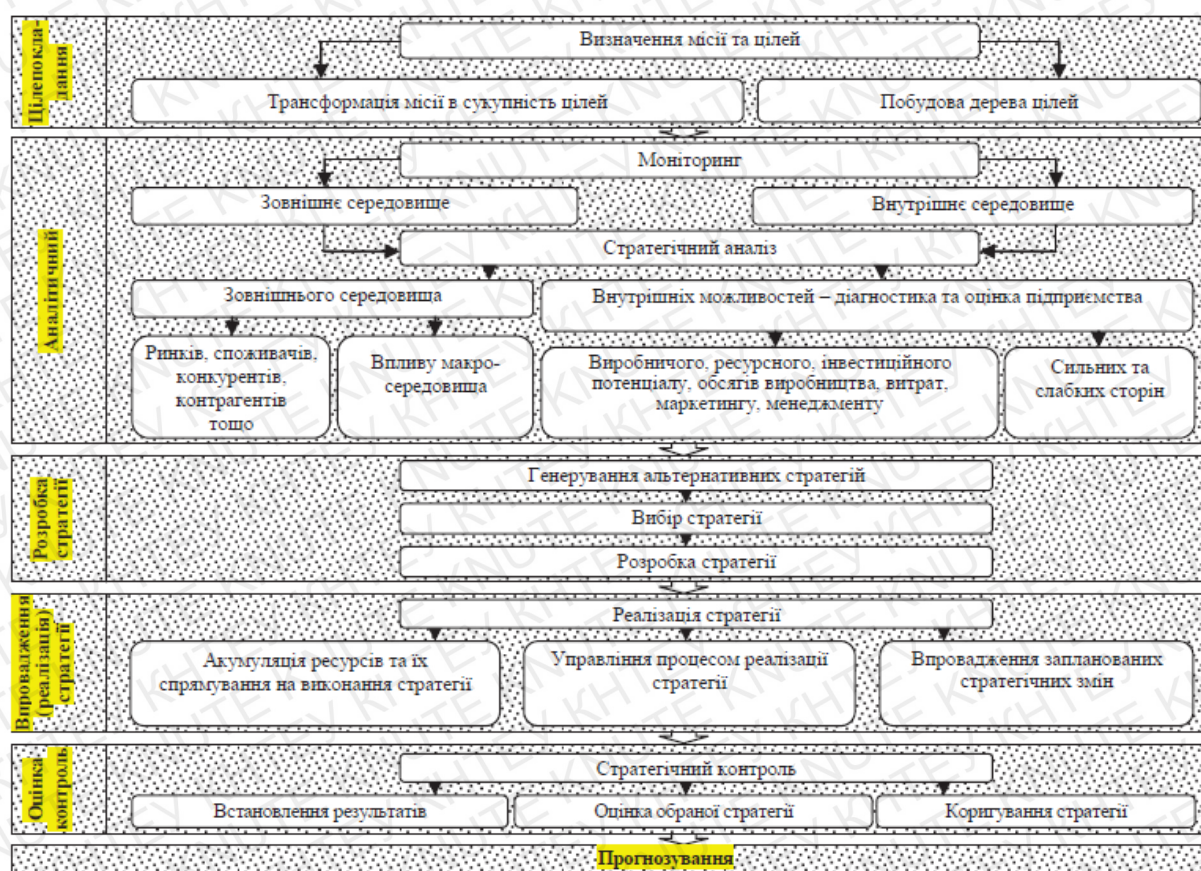 Цілепокла-
дання
Визначення місії та цілей
Трансформація місії в сукупність цілей
Побудова дерева цілей
Аналітичний
Моніторинг
Зовнішнє середовище
Внутрішнє середовище
Стратегічний аналіз
Зовнішнього середовища
Внутрішніх можливостей – діагностика та оцінка підприємства
Ринків, споживачів,
конкурентів,
контрагентів
тощо
Впливу макро-
середовища
Виробничого, ресурсного, інвестиційного
потенціалу, обсягів виробництва, витрат,
маркетингу, менеджменту
Сильних та
слабких сторін
Розробка
стратегії
Генерування альтернативних стратегій
Вибір стратегії
Розробка стратегії
Впровадження
(реалізація)
стратегії
Реалізація стратегії
Акумуляція ресурсів та їх
спрямування на виконання стратегії
Управління процесом реалізації
стратегії
Впровадження запланованих
стратегічних змін
Оцінка
контроль
Стратегічний контроль
Встановлення результатів
Оцінка обраної стратегії
Коригування стратегії
Прогнозування